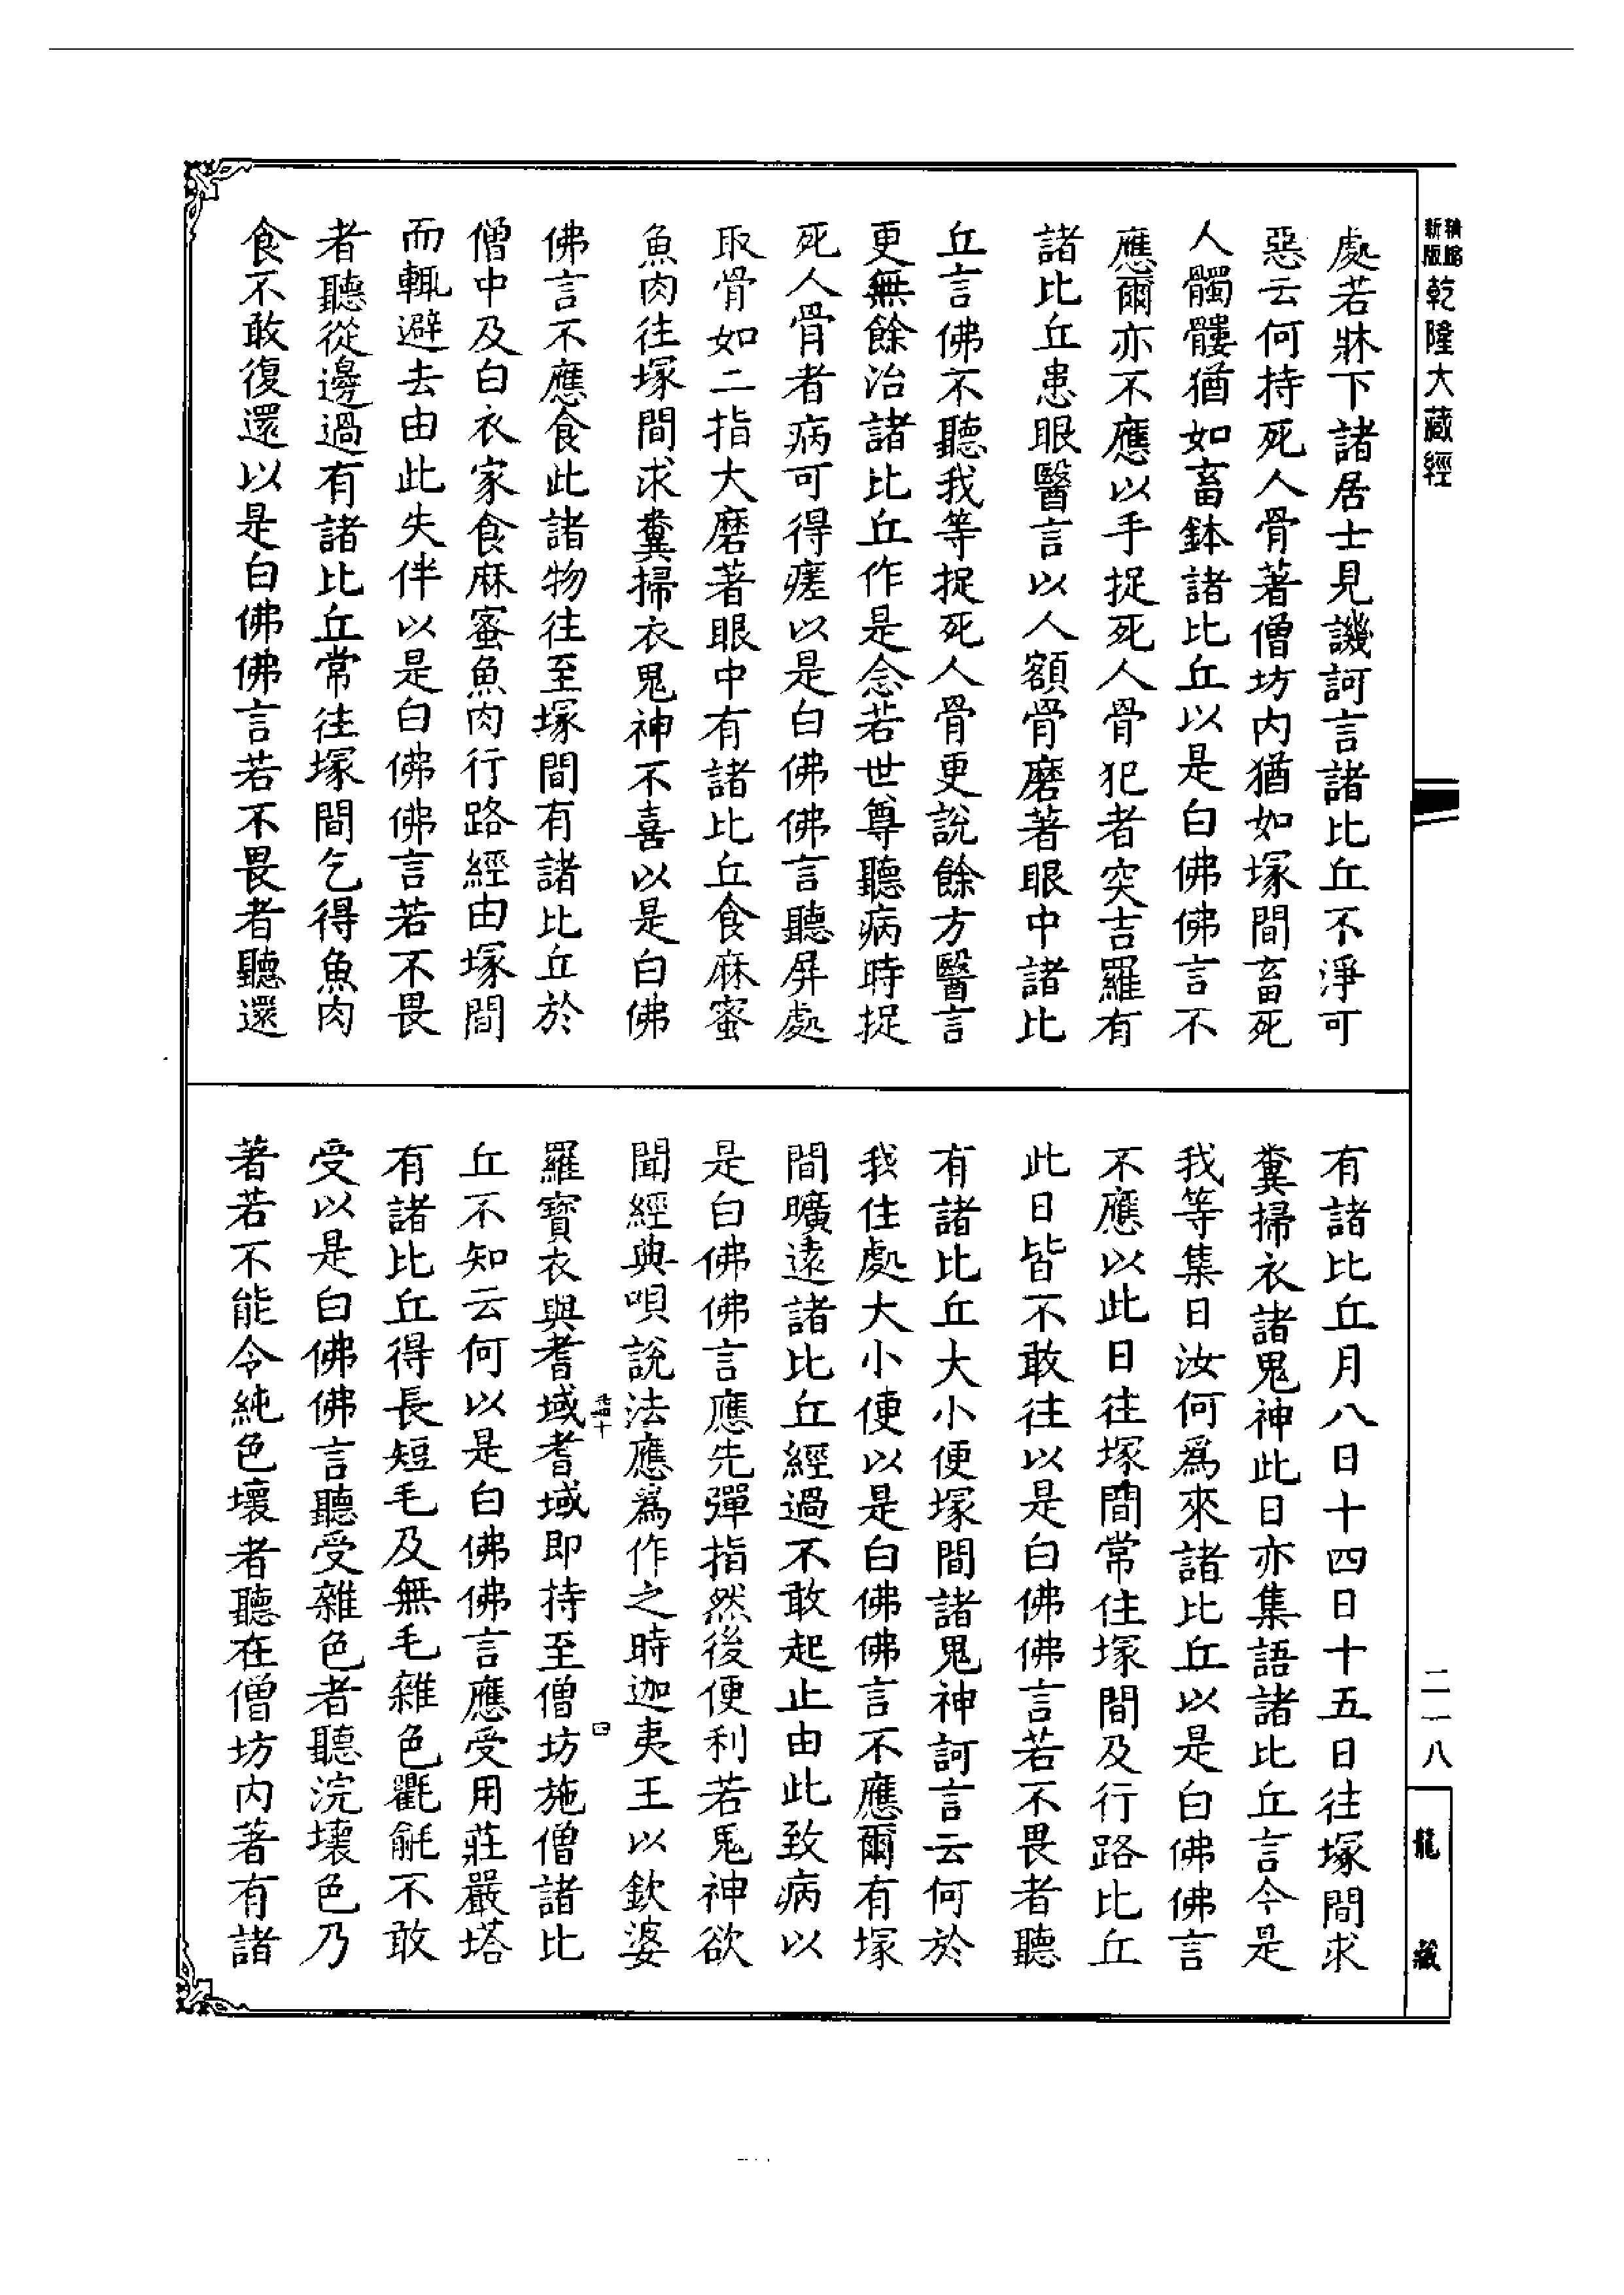 乾隆大藏經
處若牀下諸居士見譏訶言諸比丘不淨可
惡云何持死人骨著僧坊內猶如塚間畜死
人髑髏猶如畜鉢諸比丘以是白佛佛言不
應爾亦不應以手捉死人骨犯者突吉羅有
諸比丘患眼醫言以人額骨磨著眼中諸比
丘言佛不聽我等捉死人骨更說餘方醫言
更無餘治諸比丘作是念若世尊聽病時捉
死人骨者病可得瘥以是白佛佛言聽屏處
取骨如二指大磨著眼中有諸比丘食麻蜜
魚肉往塚間求糞掃衣鬼神不喜以是白佛
佛言不應食此諸物往至塚間有諸比丘於
僧中及白衣家食麻蜜魚肉行路經由塚間
而輒避去由此失伴以是白佛佛言若不畏
者聽從邊過有諸比丘常往塚間乞得魚肉
食不敢復還以是白佛佛言若不畏者聽還
有諸比丘月八日十四日十五日往塚間求
糞掃衣諸鬼神此日亦集語諸比丘言今是
我等集日汝何爲來諸比丘以是白佛佛言
不應以此日往塚間常住塚間及行路比丘
此日皆不敢往以是白佛佛言若不畏者聽
有諸比丘大小便塚間諸鬼神訶言云何於
我住處大小便以是白佛佛言不應爾有塚
間曠遠諸比丘經過不敢起止由此致病以
是白佛佛言應先彈指然後便利若鬼神欲
聞經典唄說法應爲作之時迦夷王以欽婆
羅寶衣與耆域耆域即持至僧坊施僧諸比
丘不知云何以是白佛佛言應受用莊嚴塔
有諸比丘得長短毛及無毛雜色氍毹不敢
受以是白佛佛言聽受雜色者聽浣壞色乃
著若不能令純色壞者聽在僧坊內著有諸
二一八
龍藏